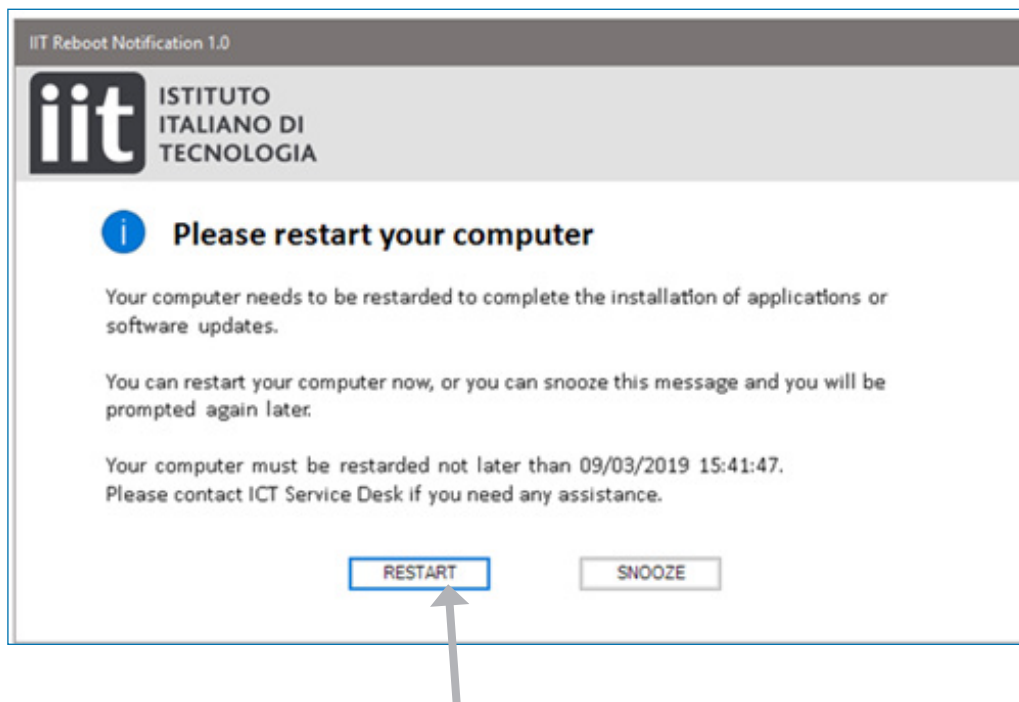 IIT Reboot Notification 1.0
iit
ISTITUTO
ITALIANO DI
TECNOLOGIA
i
Please restart your computer
Your computer needs to be restarded to complete the installation of applications or
software updates.
You can restart your computer now, or you can snooze this message and you will be
prompted again later.
Your computer must be restarded not later than 09/03/2019 15:41:47.
Please contact ICT Service Desk if you need any assistance.
RESTART SNOOZE